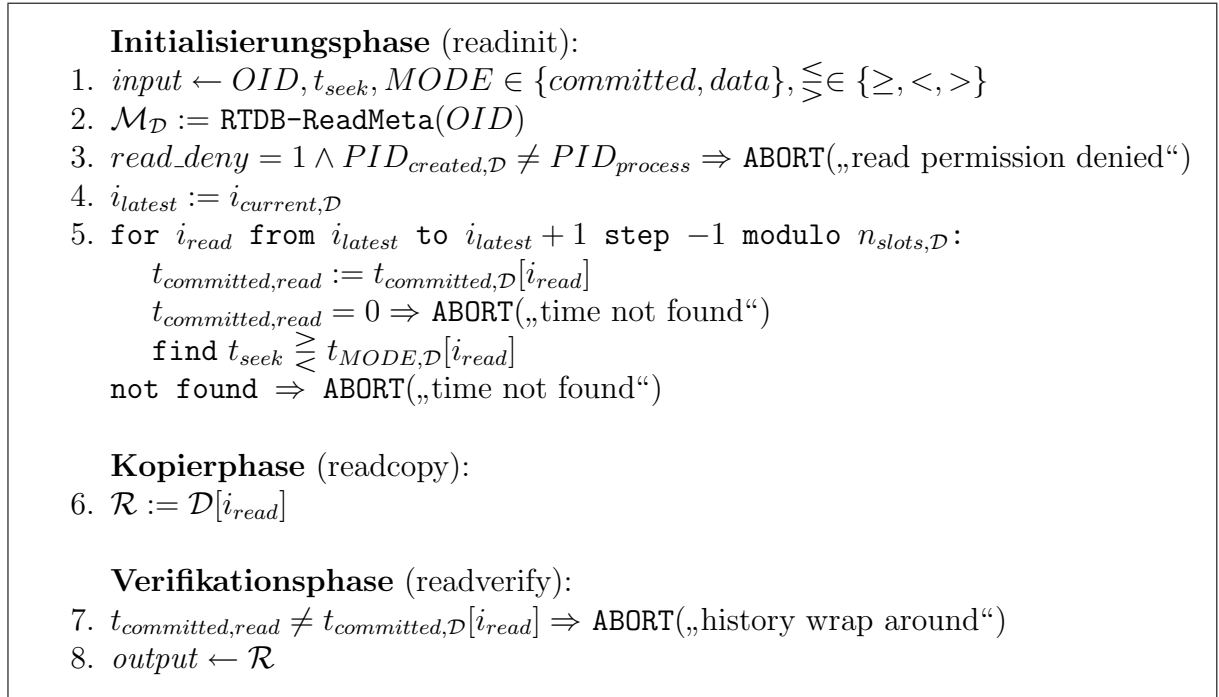 Initialisierungsphase (readinit):
1. input ← OID, t_seek, MODE ∈ {committed, data}, ⪋ ∈ {≥, <, >}
2. 𝓜_𝓓 := RTDB-ReadMeta(OID)
3. read_deny = 1 ∧ PID_created,𝓓 ≠ PID_process ⇒ ABORT(„read permission denied“)
4. i_latest := i_current,𝓓
5. for i_read from i_latest to i_latest + 1 step −1 modulo n_slots,𝓓:
t_committed,read := t_committed,𝓓[i_read]
t_committed,read = 0 ⇒ ABORT(„time not found“)
find t_seek ⪌ t_MODE,𝓓[i_read]
not found ⇒ ABORT(„time not found“)
Kopierphase (readcopy):
6. 𝓡 := 𝓓[i_read]
Verifikationsphase (readverify):
7. t_committed,read ≠ t_committed,𝓓[i_read] ⇒ ABORT(„history wrap around“)
8. output ← 𝓡